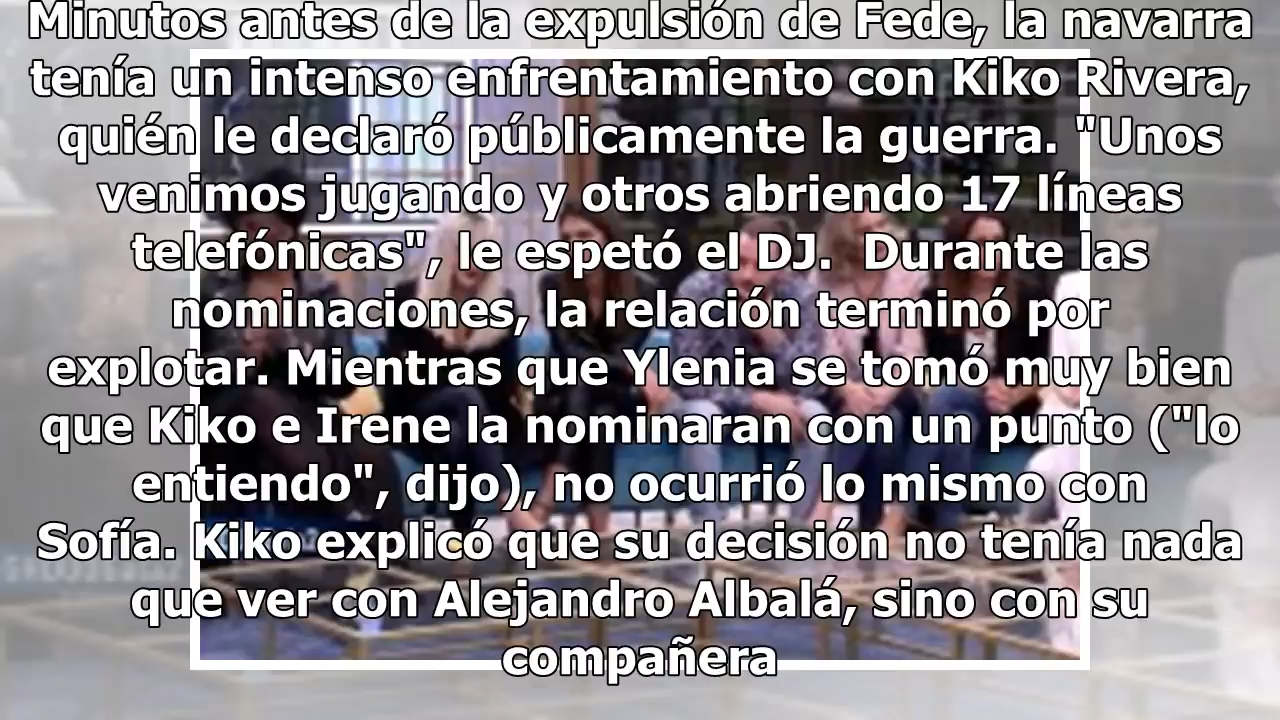 Minutos antes de la expulsión de Fede, la navarra
tenía un intenso enfrentamiento con Kiko Rivera,
quién le declaró públicamente la guerra. "Unos
venimos jugando y otros abriendo 17 líneas
telefónicas", le espetó el DJ.  Durante las
nominaciones, la relación terminó por
explotar. Mientras que Ylenia se tomó muy bien
que Kiko e Irene la nominaran con un punto ("lo
entiendo", dijo), no ocurrió lo mismo con
Sofía. Kiko explicó que su decisión no tenía nada
que ver con Alejandro Albalá, sino con su
compañera